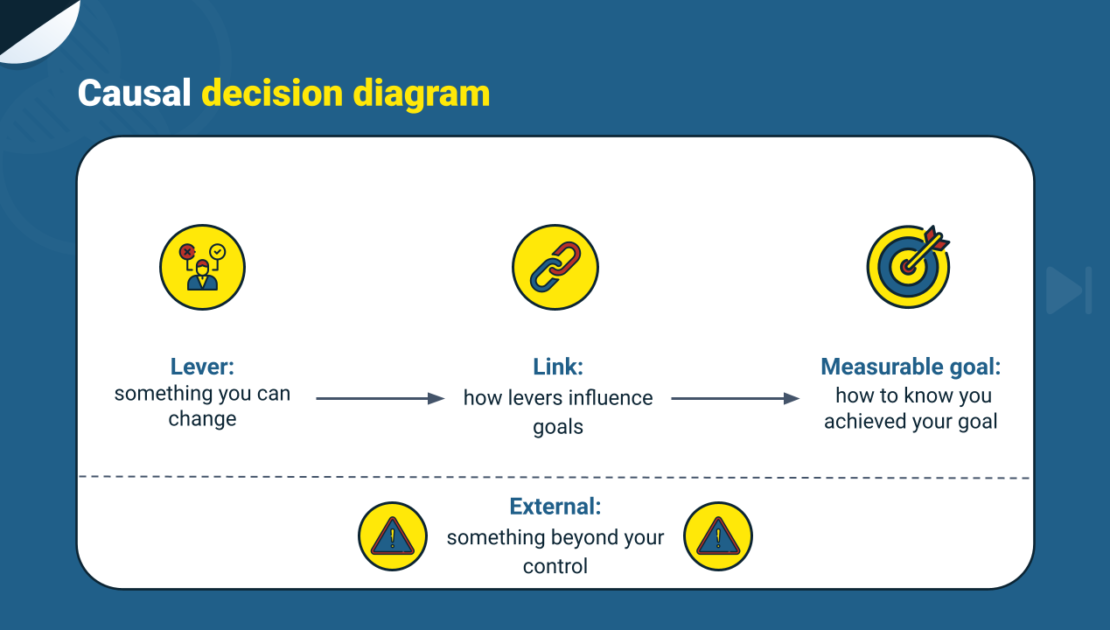 Causal decision diagram
Lever:
something you can
change
Link:
how levers influence
goals
Measurable goal:
how to know you
achieved your goal
External:
something beyond your
control